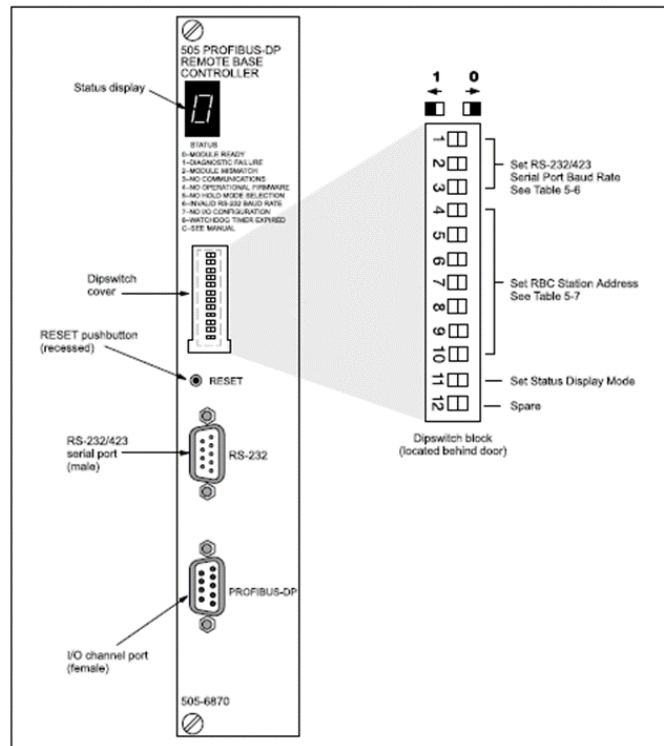 505 PROFIBUS-DP
REMOTE BASE
CONTROLLER
Status display
0
STATUS
0–MODULE READY
1–DIAGNOSTIC FAILURE
2–MODULE MISMATCH
3–NO COMMUNICATIONS
4–NO OPERATIONAL FIRMWARE
5–NO HOLD MODE SELECTION
6–INVALID RS-232 BAUD RATE
7–NO I/O CONFIGURATION
8–WATCHDOG TIMER EXPIRED
C–SEE MANUAL
Dipswitch
cover
RESET pushbutton
(recessed)
RESET
RS-232/423
serial port
(male)
RS-232
PROFIBUS-DP
I/O channel port
(female)
505-6870
1 0
1
2
3
4
5
6
7
8
9
10
11
12
Set RS-232/423
Serial Port Baud Rate
See Table 5-6
Set RBC Station Address
See Table 5-7
Set Status Display Mode
Spare
Dipswitch block
(located behind door)